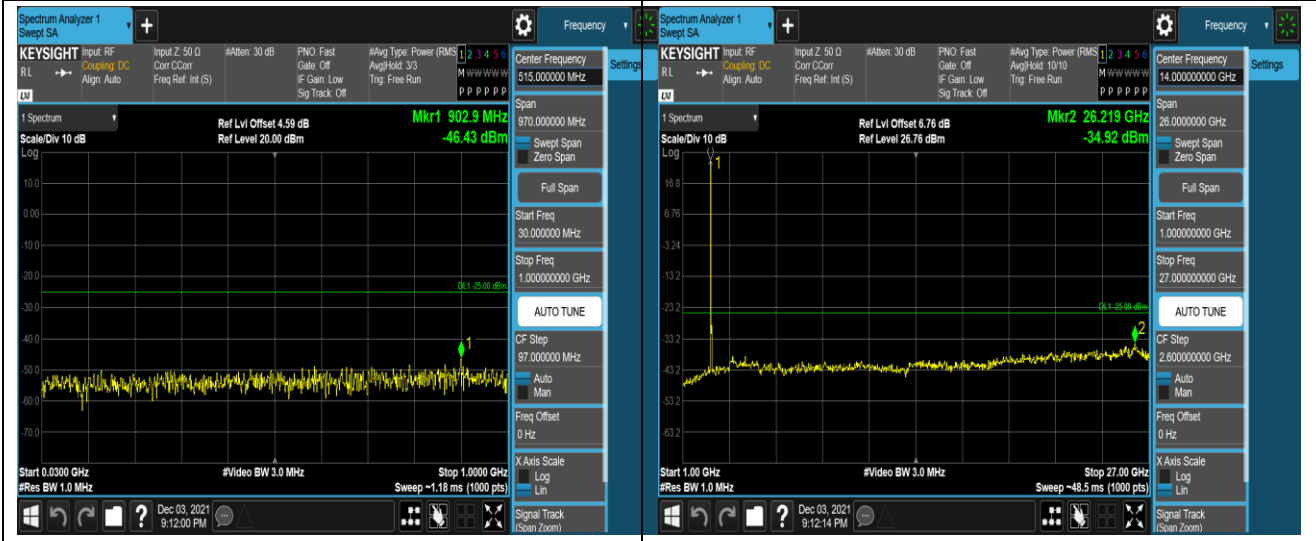 Spectrum Analyzer 1
Swept SA
Frequency
KEYSIGHT
RL
LXI
Input: RF
Coupling: DC
Align: Auto
Input Z: 50 Ω
Corr CCorr
Freq Ref: Int (S)
#Atten: 30 dB
PNO: Fast
Gate: Off
IF Gain: Low
Sig Track: Off
#Avg Type: Power (RMS
Avg|Hold: 3/3
Trig: Free Run
1 2 3 4 5 6
M W W W W W
P P P P P P
1 Spectrum
Scale/Div 10 dB
Log
Ref Lvl Offset 4.59 dB
Ref Level 20.00 dBm
Mkr1 902.9 MHz
-46.43 dBm
10.0
0.00
-10.0
-20.0
DL1 -25.00 dBm
-30.0
-40.0
1
-50.0
-60.0
-70.0
Start 0.0300 GHz
#Res BW 1.0 MHz
#Video BW 3.0 MHz
Stop 1.0000 GHz
Sweep ~1.18 ms (1000 pts)
Dec 03, 2021
9:12:00 PM
Center Frequency
515.000000 MHz
Settings
Span
970.000000 MHz
Swept Span
Zero Span
Full Span
Start Freq
30.000000 MHz
Stop Freq
1.000000000 GHz
AUTO TUNE
CF Step
97.000000 MHz
Auto
Man
Freq Offset
0 Hz
X Axis Scale
Log
Lin
Signal Track
(Span Zoom)
Spectrum Analyzer 1
Swept SA
Frequency
KEYSIGHT
RL
LXI
Input: RF
Coupling: DC
Align: Auto
Input Z: 50 Ω
Corr CCorr
Freq Ref: Int (S)
#Atten: 30 dB
PNO: Fast
Gate: Off
IF Gain: Low
Sig Track: Off
#Avg Type: Power (RMS
Avg|Hold: 10/10
Trig: Free Run
1 2 3 4 5 6
M W W W W W
P P P P P P
1 Spectrum
Scale/Div 10 dB
Log
Ref Lvl Offset 6.76 dB
Ref Level 26.76 dBm
Mkr2 26.219 GHz
-34.92 dBm
1
16.8
6.76
-3.24
-13.2
-23.2
DL1 -25.00 dBm
-33.2
2
-43.2
-53.2
-63.2
Start 1.00 GHz
#Res BW 1.0 MHz
#Video BW 3.0 MHz
Stop 27.00 GHz
Sweep ~48.5 ms (1000 pts)
Dec 03, 2021
9:12:14 PM
Center Frequency
14.000000000 GHz
Settings
Span
26.0000000 GHz
Swept Span
Zero Span
Full Span
Start Freq
1.000000000 GHz
Stop Freq
27.000000000 GHz
AUTO TUNE
CF Step
2.600000000 GHz
Auto
Man
Freq Offset
0 Hz
X Axis Scale
Log
Lin
Signal Track
(Span Zoom)